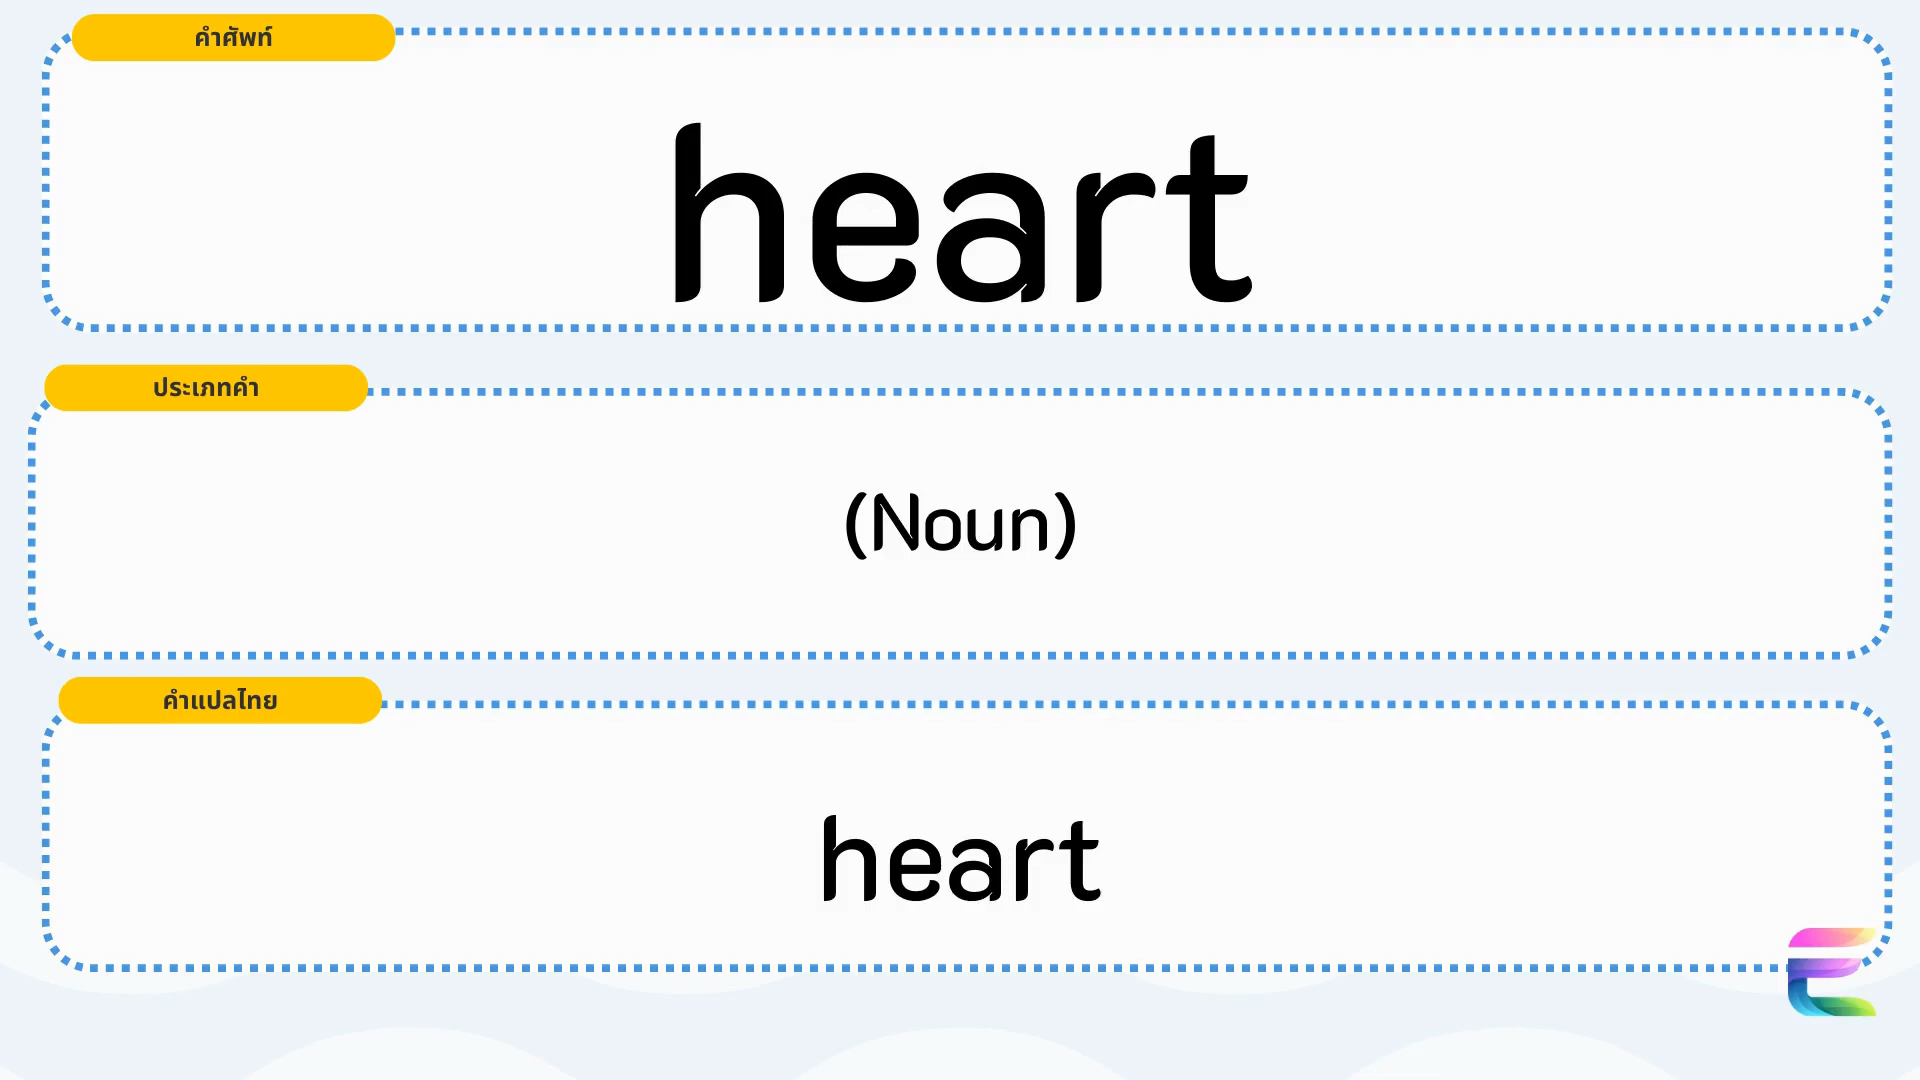 คำศัพท์
heart
ประเภทคำ
(Noun)
คำแปลไทย
heart